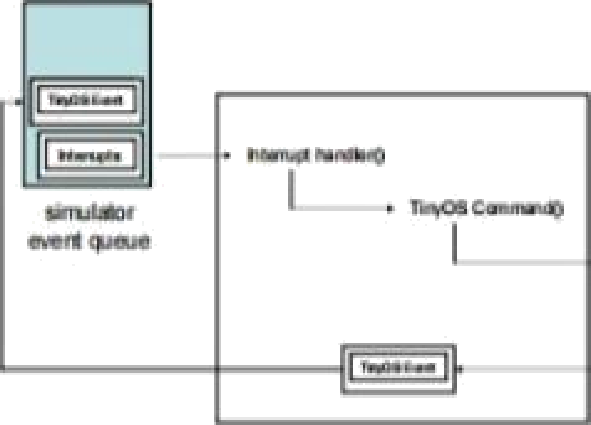 TinyOS Event
Interrupts
Interrupt handler()
TinyOS Command()
simulator
event queue
TinyOS Event